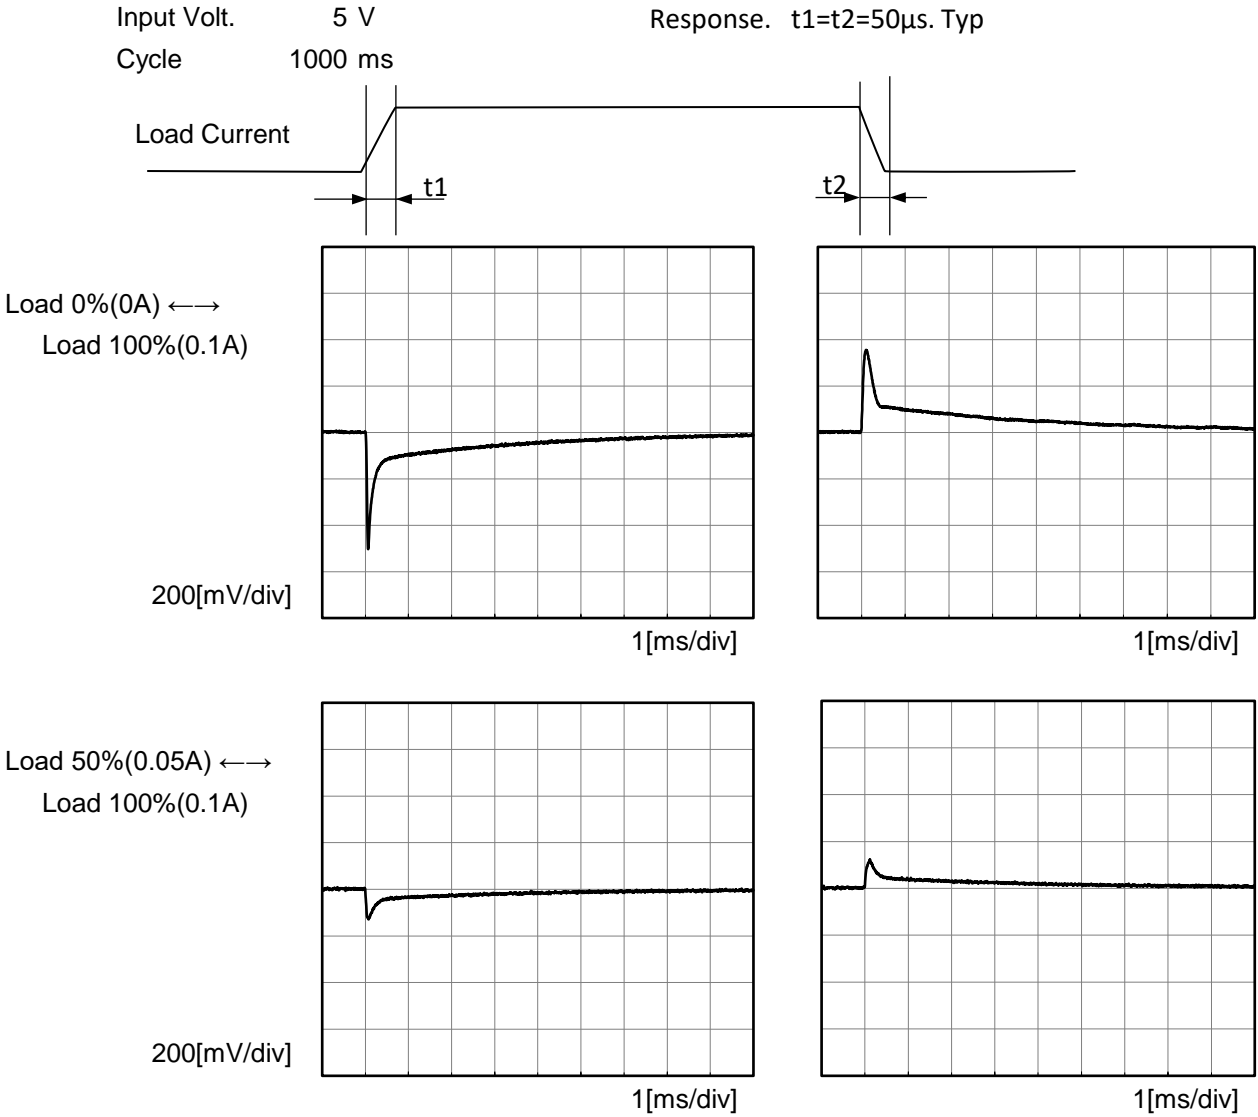 Input Volt. 5 V Response. t1=t2=50µs. Typ
Cycle 1000 ms
Load Current
t1
t2
Load 0%(0A) ←→
Load 100%(0.1A)
200[mV/div]
1[ms/div]
1[ms/div]
Load 50%(0.05A) ←→
Load 100%(0.1A)
200[mV/div]
1[ms/div]
1[ms/div]